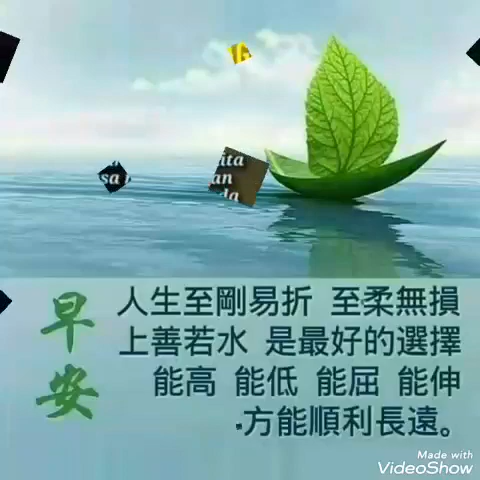 早安
人生至剛易折 至柔無損
上善若水 是最好的選擇
能高 能低 能屈 能伸
·方能順利長遠。
Made with
VideoShow